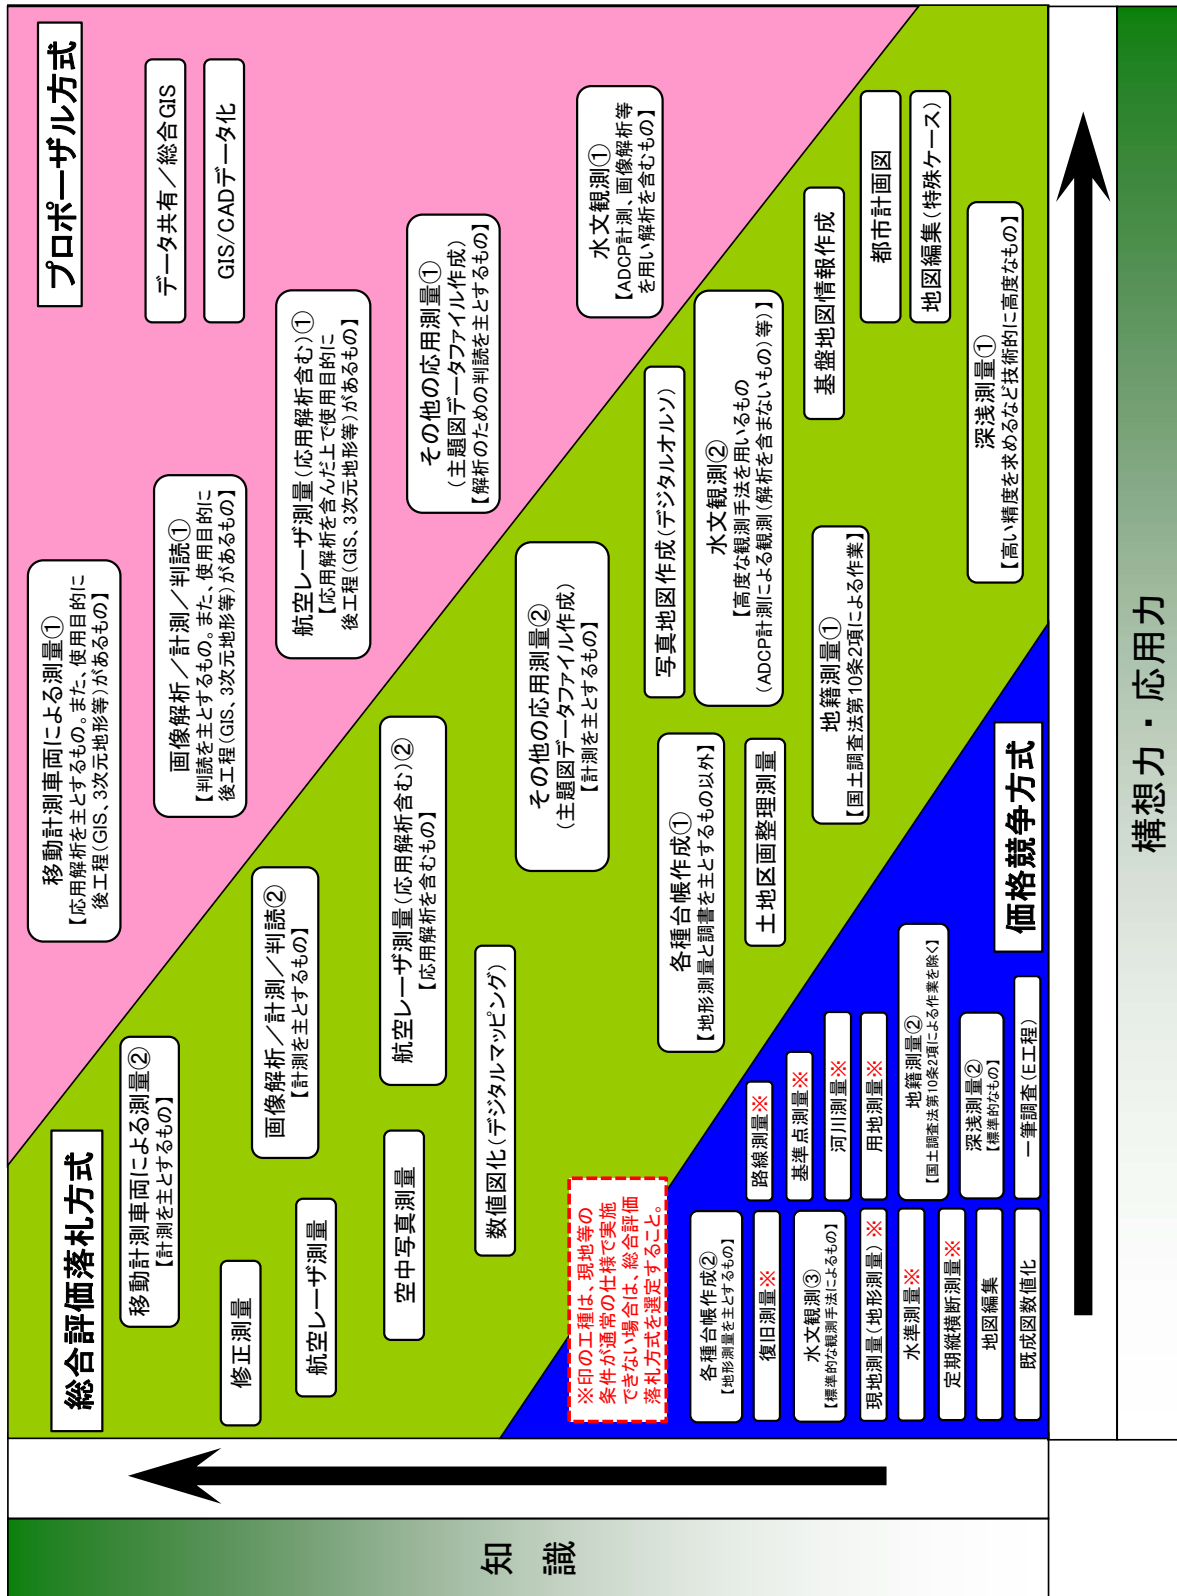 プロポーザル方式
データ共有／総合GIS
GIS/CADデータ化
移動計測車両による測量①
【応用解析を主とするもの。また、使用目的に
後工程(GIS、3次元地形等)があるもの】
画像解析／計測／判読①
【判読を主とするもの。また、使用目的に
後工程(GIS、3次元地形等)があるもの】
航空レーザ測量(応用解析含む)①
【応用解析を含んだ上で使用目的に
後工程(GIS、3次元地形等)があるもの】
その他の応用測量①
(主題図データファイル作成)
【解析のための判読を主とするもの】
水文観測①
【ADCP計測、画像解析等
を用い解析を含むもの】
総合評価落札方式
移動計測車両による測量②
【計測を主とするもの】
修正測量
画像解析／計測／判読②
【計測を主とするもの】
航空レーザ測量
航空レーザ測量(応用解析含む)②
【応用解析を含むもの】
空中写真測量
数値図化(デジタルマッピング)
その他の応用測量②
(主題図データファイル作成)
【計測を主とするもの】
写真地図作成(デジタルオルソ)
水文観測②
【高度な観測手法を用いるもの
(ADCP計測による観測(解析を含まないもの)等)】
各種台帳作成①
【地形測量と調書を主とするもの以外】
土地区画整理測量
基盤地図情報作成
地籍測量①
【国土調査法第10条2項による作業】
都市計画図
地図編集(特殊ケース)
深浅測量①
【高い精度を求めるなど技術的に高度なもの】
※印の工種は、現地等の
条件が通常の仕様で実施
できない場合は、総合評価
落札方式を選定すること。
価格競争方式
各種台帳作成②
【地形測量を主とするもの】
路線測量※
復旧測量※
基準点測量※
水文観測③
【標準的な観測手法によるもの】
河川測量※
現地測量(地形測量)※
用地測量※
水準測量※
地籍測量②
【国土調査法第10条2項による作業を除く】
定期縦横断測量※
深浅測量②
【標準的なもの】
地図編集
既成図数値化
一筆調査(E工程)
知　識
構想力・応用力